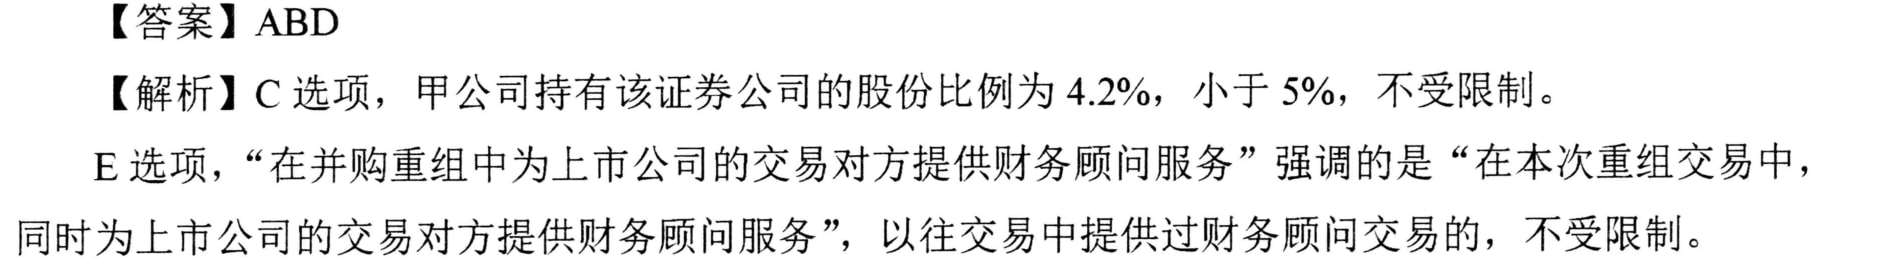 【答案】ABD
【解析】C 选项，甲公司持有该证券公司的股份比例为 4.2%，小于 5%，不受限制。
E 选项，“在并购重组中为上市公司的交易对方提供财务顾问服务”强调的是“在本次重组交易中，
同时为上市公司的交易对方提供财务顾问服务”，以往交易中提供过财务顾问交易的，不受限制。